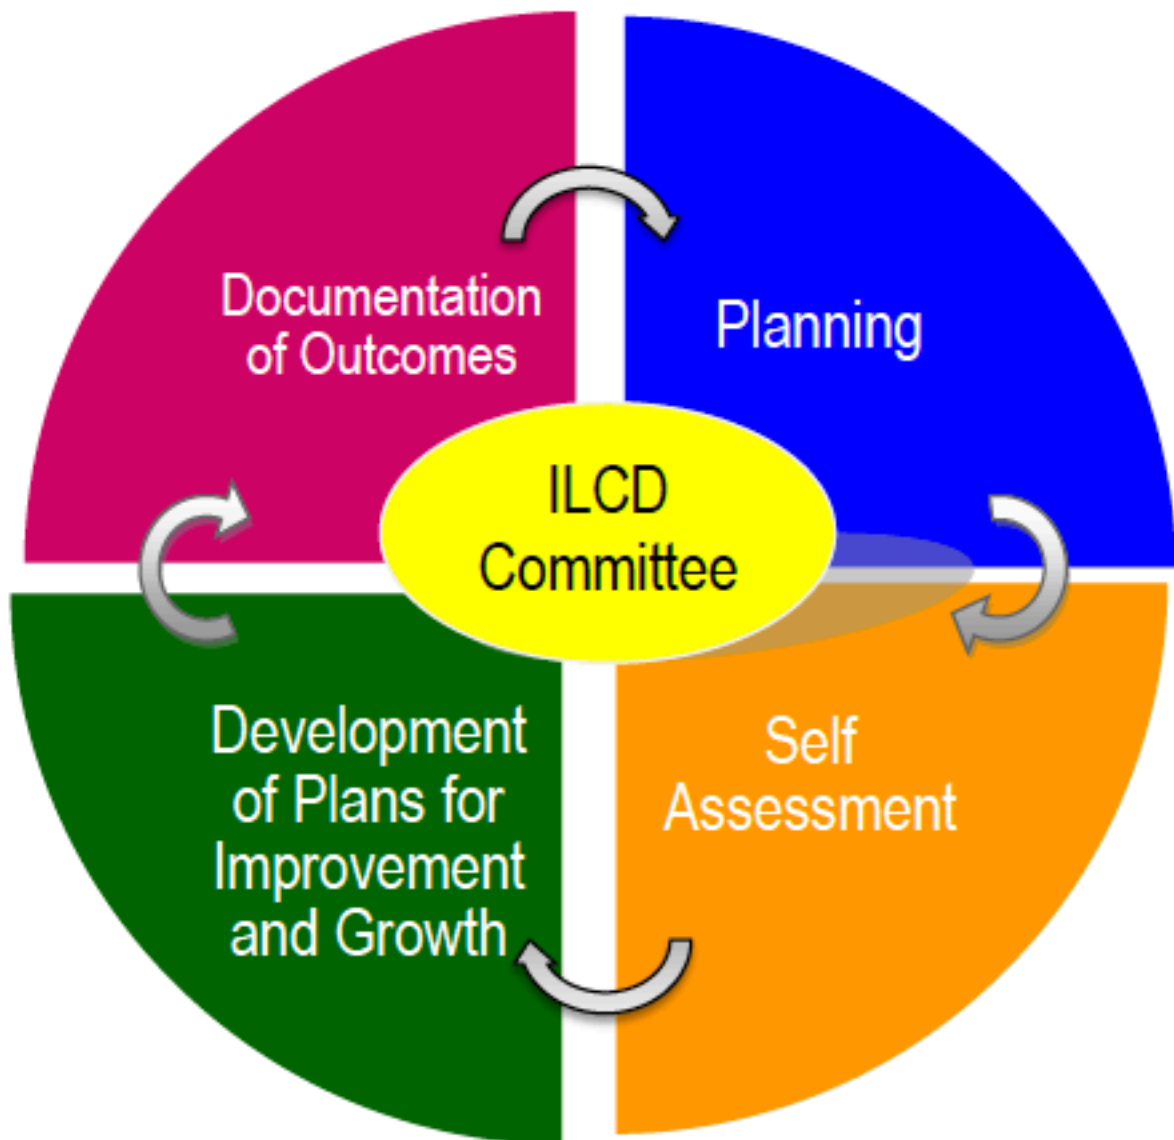 Documentation
of Outcomes
Planning
ILCD
Committee
Development
of Plans for
Improvement
and Growth
Self
Assessment